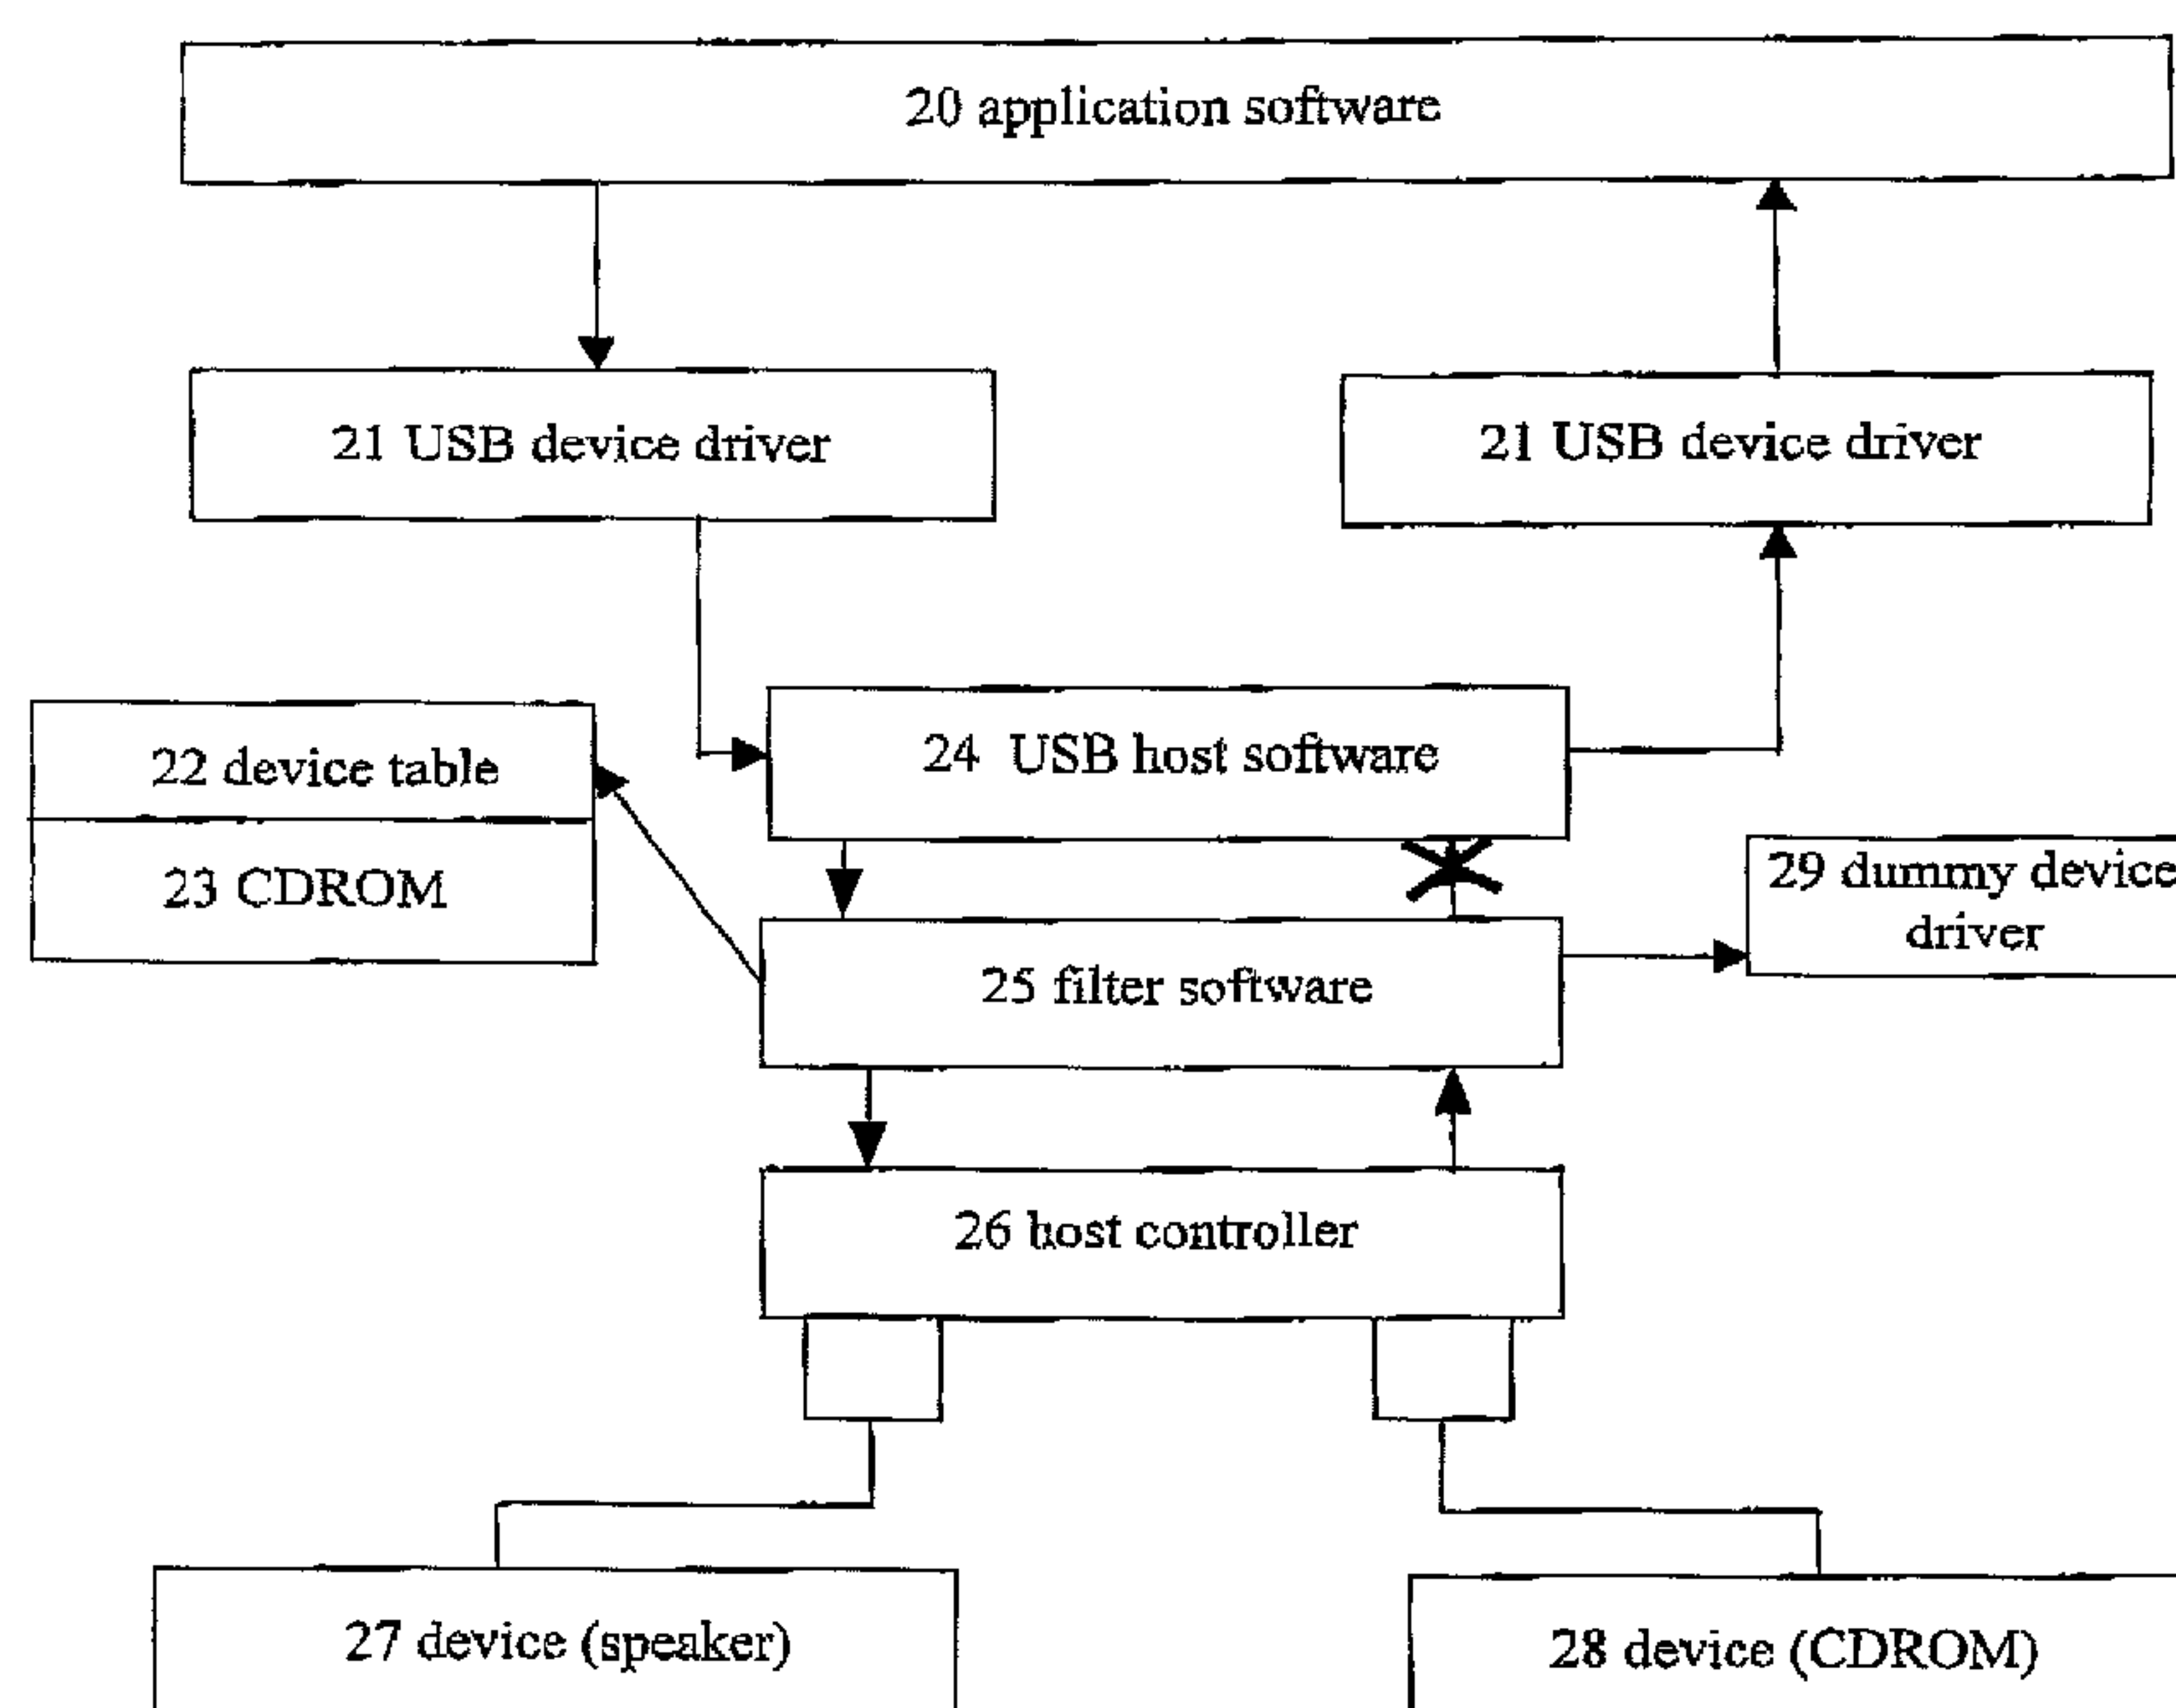 20 application software
21 USB device driver
21 USB device driver
22 device table
24 USB host software
23 CDROM
29 dummy device
driver
25 filter software
26 host controller
27 device (speaker)
28 device (CDROM)